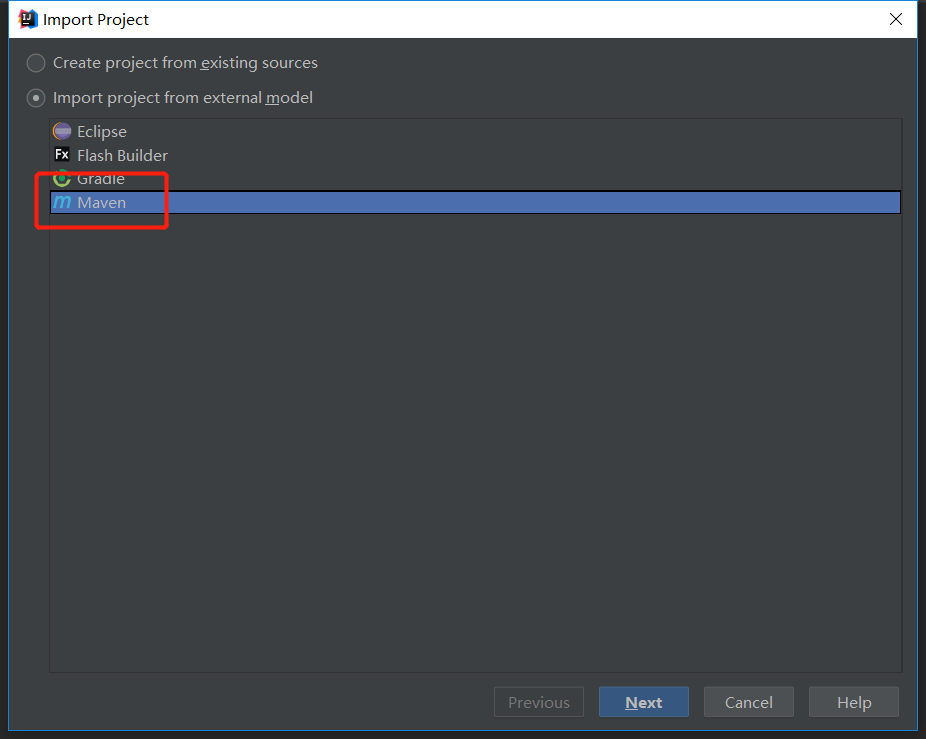 Import Project
Create project from existing sources
Import project from external model
Eclipse
Fx Flash Builder
Gradle
m Maven
Previous Next Cancel Help